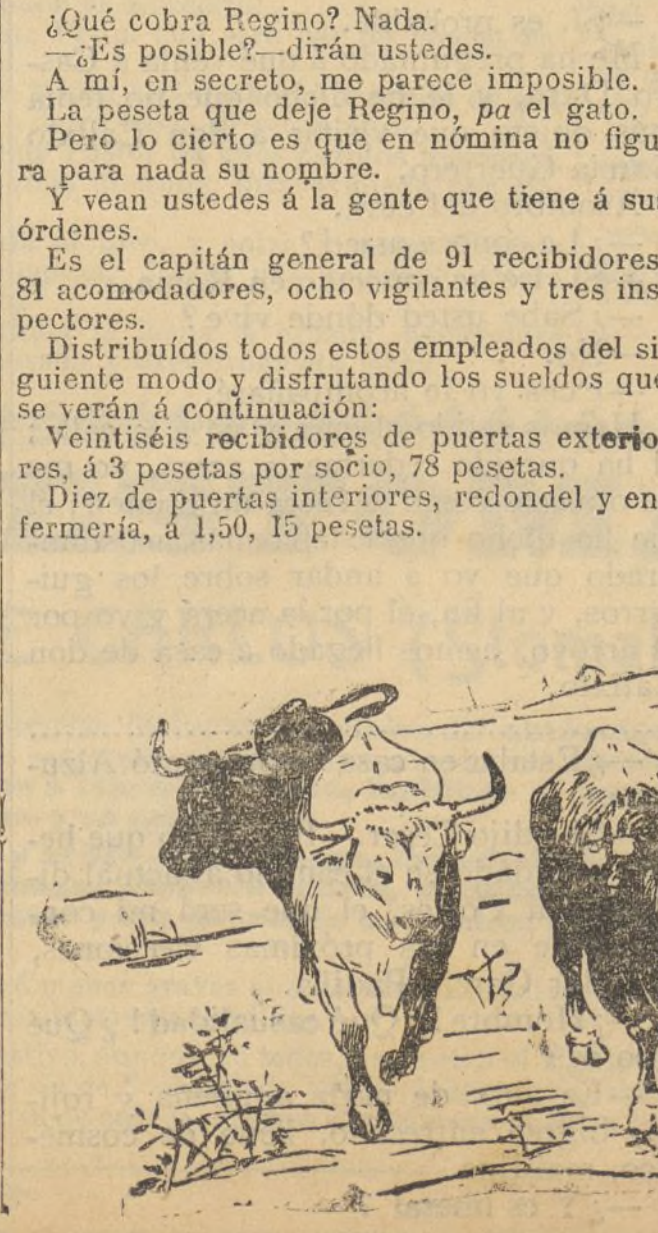 ¿Qué cobra Regino? Nada.
—¿Es posible?—dirán ustedes.
A mí, en secreto, me parece imposible.
La peseta que deje Regino, pa el gato.
Pero lo cierto es que en nómina no figu
ra para nada su nombre.
Y vean ustedes á la gente que tiene á su
órdenes.
Es el capitán general de 91 recibidores
81 acomodadores, ocho vigilantes y tres ins
pectores.
Distribuídos todos estos empleados del si
guiente modo y disfrutando los sueldos que
se verán á continuación:
Veintiséis recibidores de puertas exterio
res, á 3 pesetas por socio, 78 pesetas.
Diez de puertas interiores, redondel y en
fermería, á 1,50, 15 pesetas.